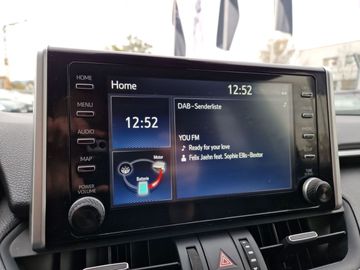 HOME
MENU
AUDIO
MAP
POWER
VOLUME
Home
12:52
12:52
DAB-Senderliste
YOU FM
Ready for your love
Felix Jaehn feat. Sophie Ellis-Bextor
Motor
Batterie